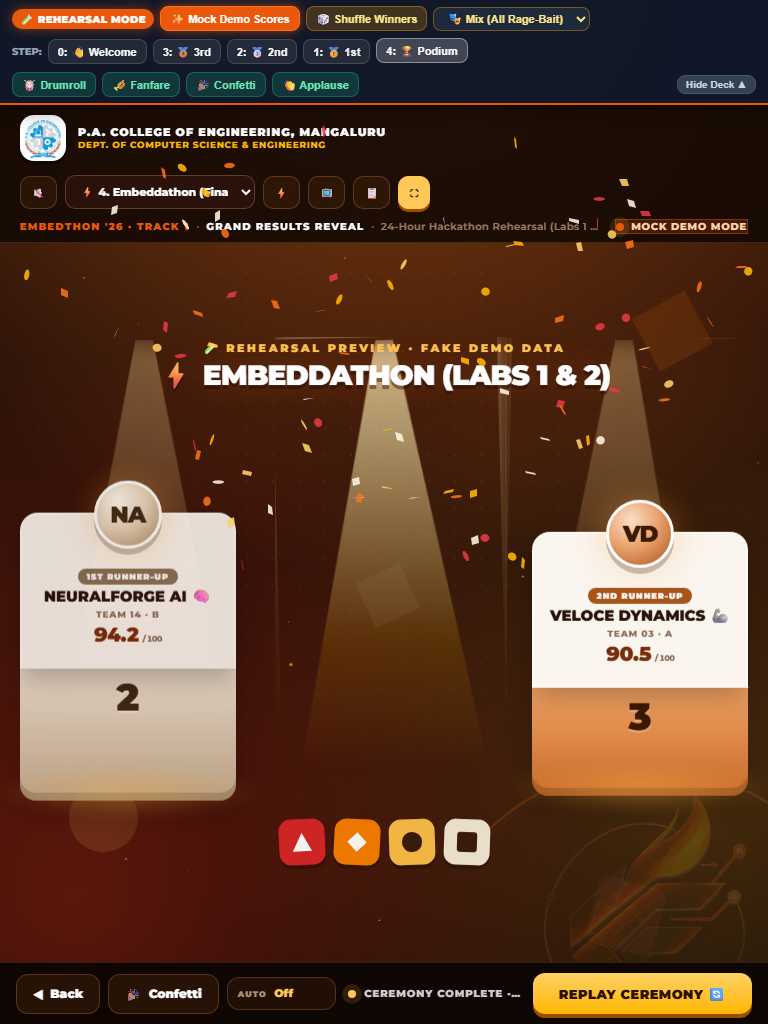 REHEARSAL MODE
Mock Demo Scores
Shuffle Winners
Mix (All Rage-Bait)
STEP:
0: Welcome
3: 3rd
2: 2nd
1: 1st
4: Podium
Drumroll
Fanfare
Confetti
Applause
Hide Deck ▲
P.A. COLLEGE OF ENGINEERING, MANGALURU
DEPT. OF COMPUTER SCIENCE & ENGINEERING
4. Embeddathon (Fina
EMBEDTHON '26 · TRACK · GRAND RESULTS REVEAL · 24-Hour Hackathon Rehearsal (Labs 1 ...
MOCK DEMO MODE
REHEARSAL PREVIEW · FAKE DEMO DATA
EMBEDDATHON (LABS 1 & 2)
NA
1ST RUNNER-UP
NEURALFORGE AI
TEAM 14 · B
94.2 /100
2
VD
2ND RUNNER-UP
VELOCE DYNAMICS
TEAM 03 · A
90.5 /100
3
◀ Back
Confetti
AUTO Off
CEREMONY COMPLETE ·...
REPLAY CEREMONY